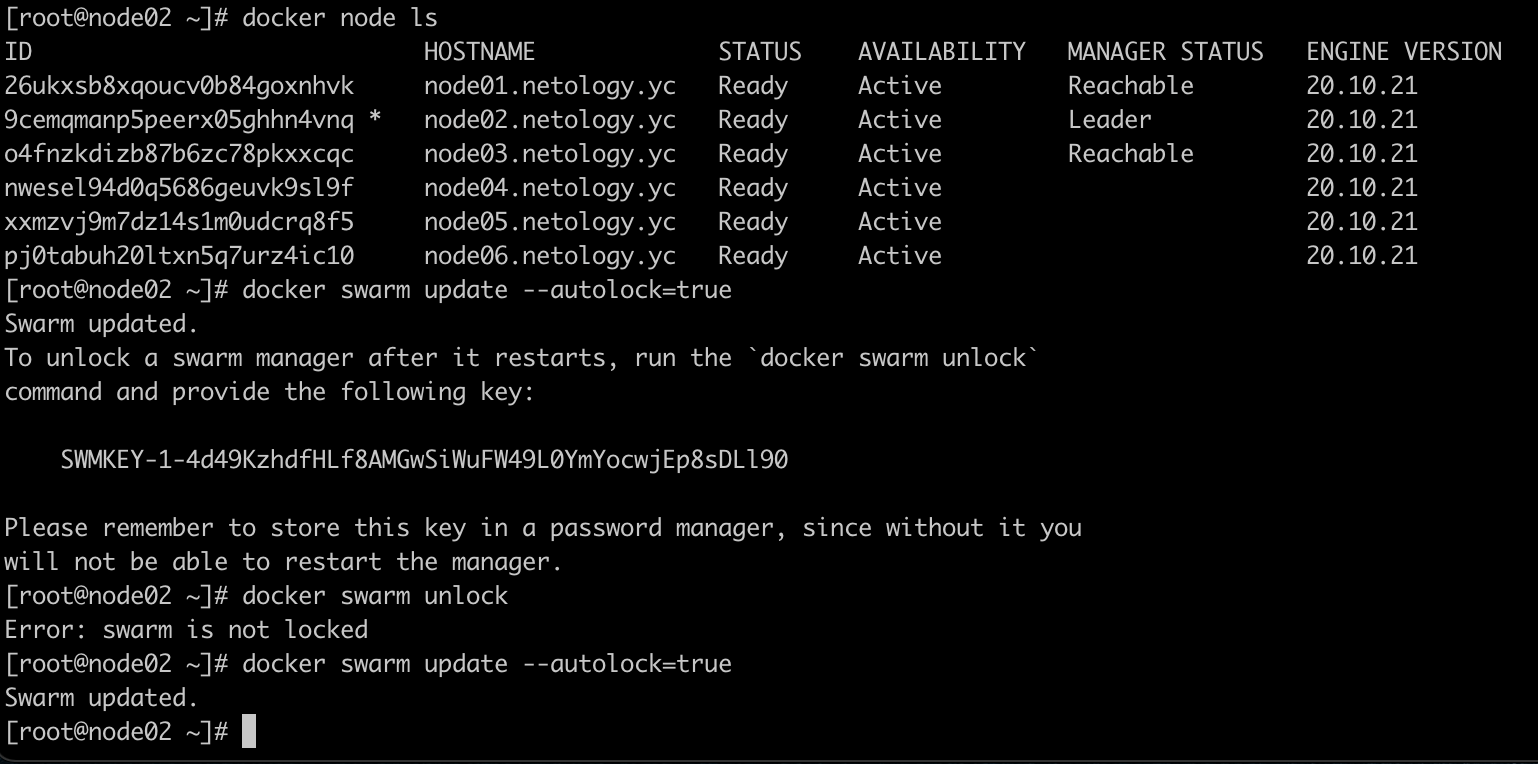 [root@node02 ~]# docker node ls
ID                            HOSTNAME             STATUS    AVAILABILITY   MANAGER STATUS   ENGINE VERSION
26ukxsb8xqoucv0b84goxnhvk     node01.netology.yc   Ready     Active         Reachable        20.10.21
9cemqmanp5peerx05ghhn4vnq *   node02.netology.yc   Ready     Active         Leader           20.10.21
o4fnzkdizb87b6zc78pkxxcqc     node03.netology.yc   Ready     Active         Reachable        20.10.21
nwesel94d0q5686geuvk9sl9f     node04.netology.yc   Ready     Active                          20.10.21
xxmzvj9m7dz14s1m0udcrq8f5     node05.netology.yc   Ready     Active                          20.10.21
pj0tabuh20ltxn5q7urz4ic10     node06.netology.yc   Ready     Active                          20.10.21
[root@node02 ~]# docker swarm update --autolock=true
Swarm updated.
To unlock a swarm manager after it restarts, run the `docker swarm unlock`
command and provide the following key:

    SWMKEY-1-4d49KzhdfHLf8AMGwSiWuFW49L0YmYocwjEp8sDLl90

Please remember to store this key in a password manager, since without it you
will not be able to restart the manager.
[root@node02 ~]# docker swarm unlock
Error: swarm is not locked
[root@node02 ~]# docker swarm update --autolock=true
Swarm updated.
[root@node02 ~]#